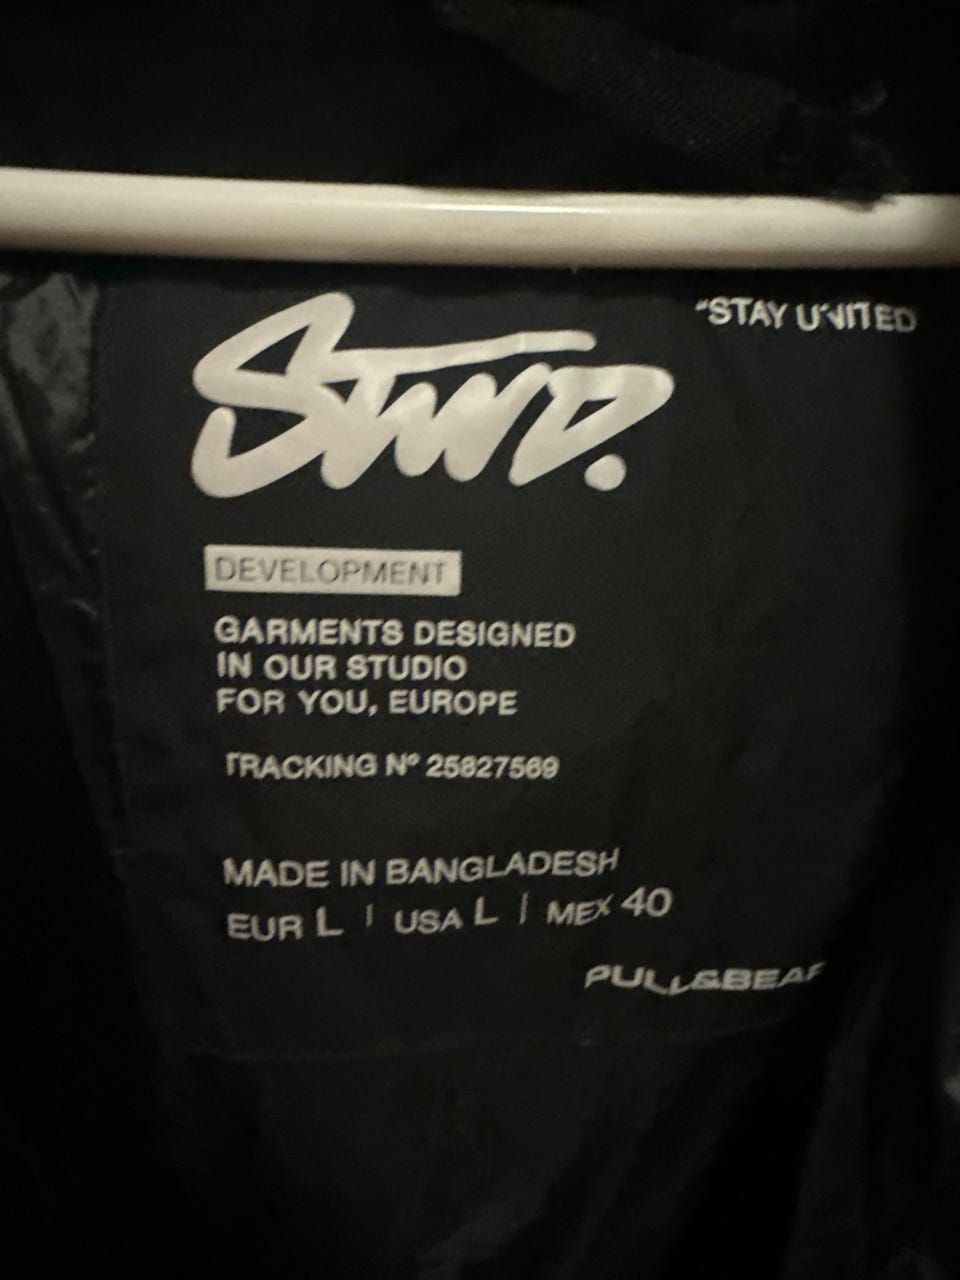 "STAY UNITED
STWD.
DEVELOPMENT
GARMENTS DESIGNED
IN OUR STUDIO
FOR YOU, EUROPE
TRACKING Nº 25827569
MADE IN BANGLADESH
EUR L | USA L | MEX 40
PULL&BEAR